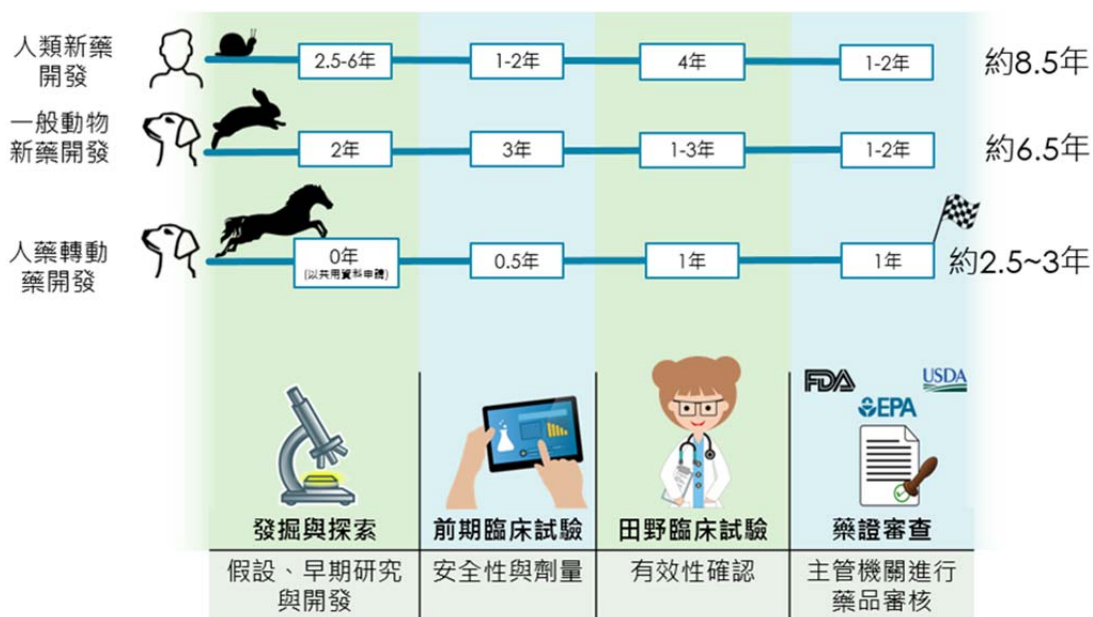 人類新藥
開發
2.5-6年
1-2年
4年
1-2年
約8.5年
一般動物
新藥開發
2年
3年
1-3年
1-2年
約6.5年
人藥轉動
藥開發
0年
(以共用資料申請)
0.5年
1年
1年
約2.5~3年
FDA
USDA
EPA
發掘與探索
前期臨床試驗
田野臨床試驗
藥證審查
假設、早期研究
與開發
安全性與劑量
有效性確認
主管機關進行
藥品審核